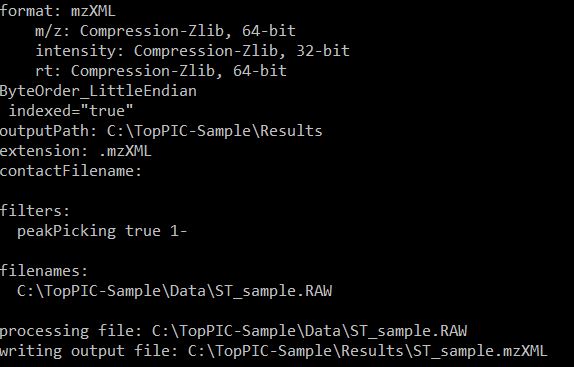 format: mzXML
    m/z: Compression-Zlib, 64-bit
    intensity: Compression-Zlib, 32-bit
    rt: Compression-Zlib, 64-bit
ByteOrder_LittleEndian
 indexed="true"
outputPath: C:\TopPIC-Sample\Results
extension: .mzXML
contactFilename:

filters:
  peakPicking true 1-

filenames:
  C:\TopPIC-Sample\Data\ST_sample.RAW

processing file: C:\TopPIC-Sample\Data\ST_sample.RAW
writing output file: C:\TopPIC-Sample\Results\ST_sample.mzXML